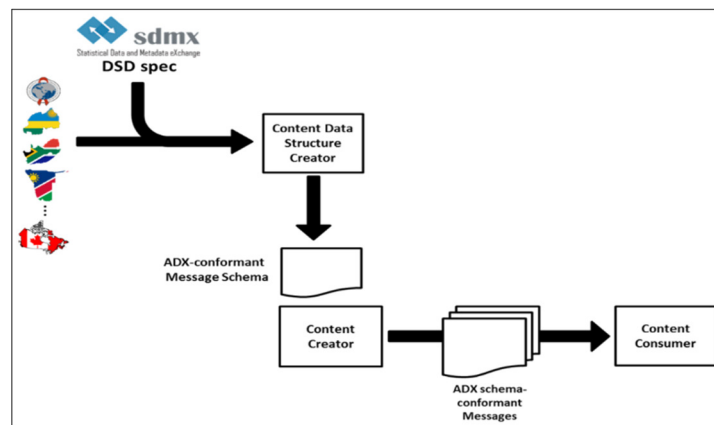 sdmx
Statistical Data and Metadata eXchange
DSD spec
Content Data
Structure
Creator
ADX-conformant
Message Schema
Content
Creator
Content
Consumer
ADX schema-
conformant
Messages